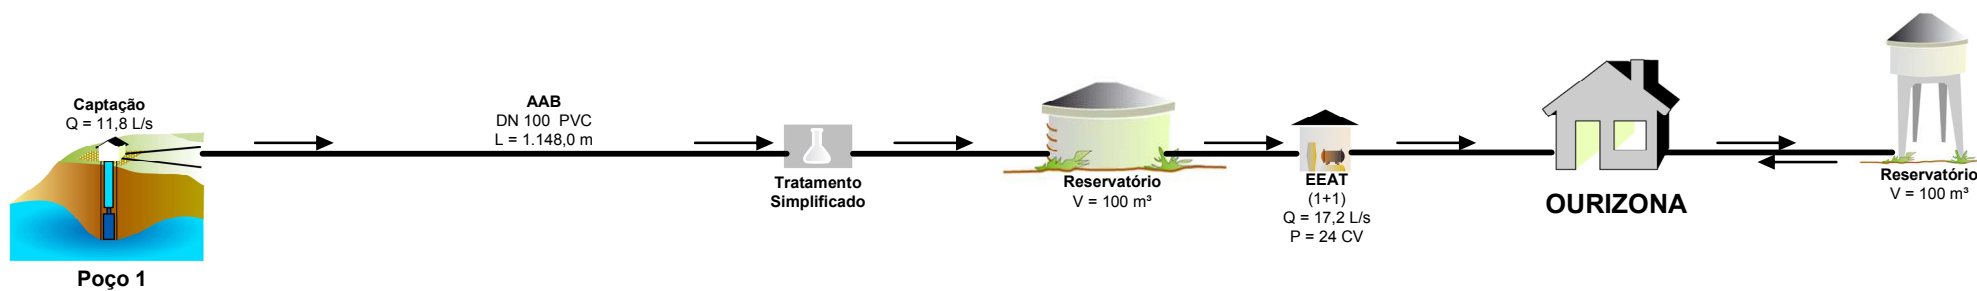 Captação
Q = 11,8 L/s
Poço 1
AAB
DN 100 PVC
L = 1.148,0 m
Tratamento
Simplificado
Reservatório
V = 100 m³
EEAT
(1+1)
Q = 17,2 L/s
P = 24 CV
OURIZONA
Reservatório
V = 100 m³